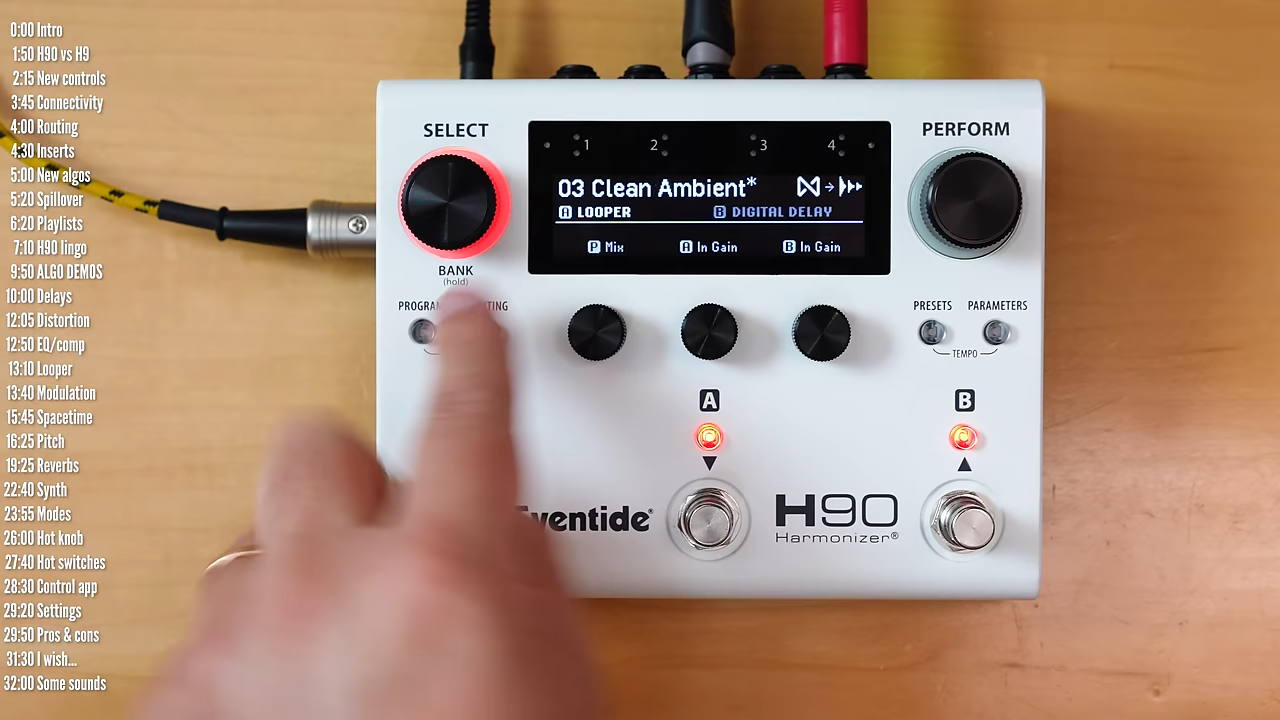 0:00 Intro
1:50 H90 vs H9
2:15 New controls
3:45 Connectivity
4:00 Routing
4:30 Inserts
5:00 New algos
5:20 Spillover
6:20 Playlists
7:10 H90 lingo
9:50 ALGO DEMOS
10:00 Delays
12:05 Distortion
12:50 EQ/comp
13:10 Looper
13:40 Modulation
15:45 Spacetime
16:25 Pitch
19:25 Reverbs
22:40 Synth
23:55 Modes
26:00 Hot knob
27:40 Hot switches
28:30 Control app
29:20 Settings
29:50 Pros & cons
31:30 I wish...
32:00 Some sounds
SELECT
BANK
(hold)
1 2 3 4
03 Clean Ambient*
A LOOPER B DIGITAL DELAY
P Mix A In Gain B In Gain
PERFORM
PRESETS PARAMETERS
TEMPO
A B
H90
Harmonizer®